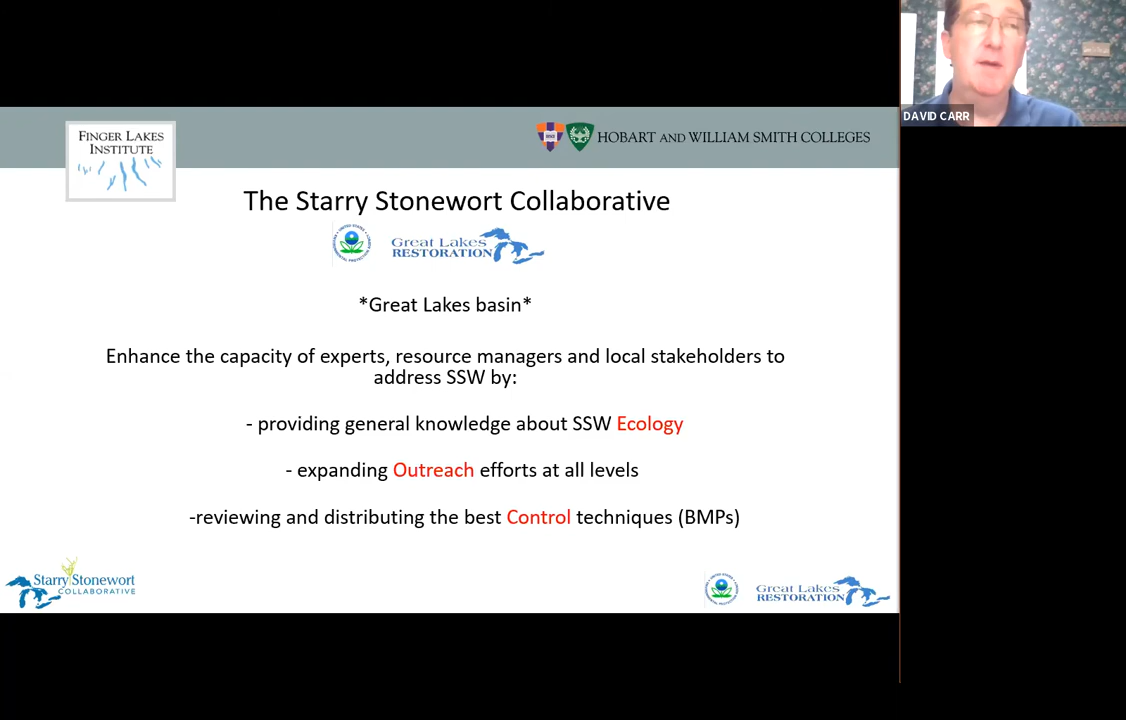 DAVID CARR
FINGER LAKES
INSTITUTE
HOBART AND WILLIAM SMITH COLLEGES
The Starry Stonewort Collaborative
Great Lakes
RESTORATION
*Great Lakes basin*
Enhance the capacity of experts, resource managers and local stakeholders to
address SSW by:
- providing general knowledge about SSW Ecology
- expanding Outreach efforts at all levels
-reviewing and distributing the best Control techniques (BMPs)
Starry Stonewort
COLLABORATIVE
Great Lakes
RESTORATION